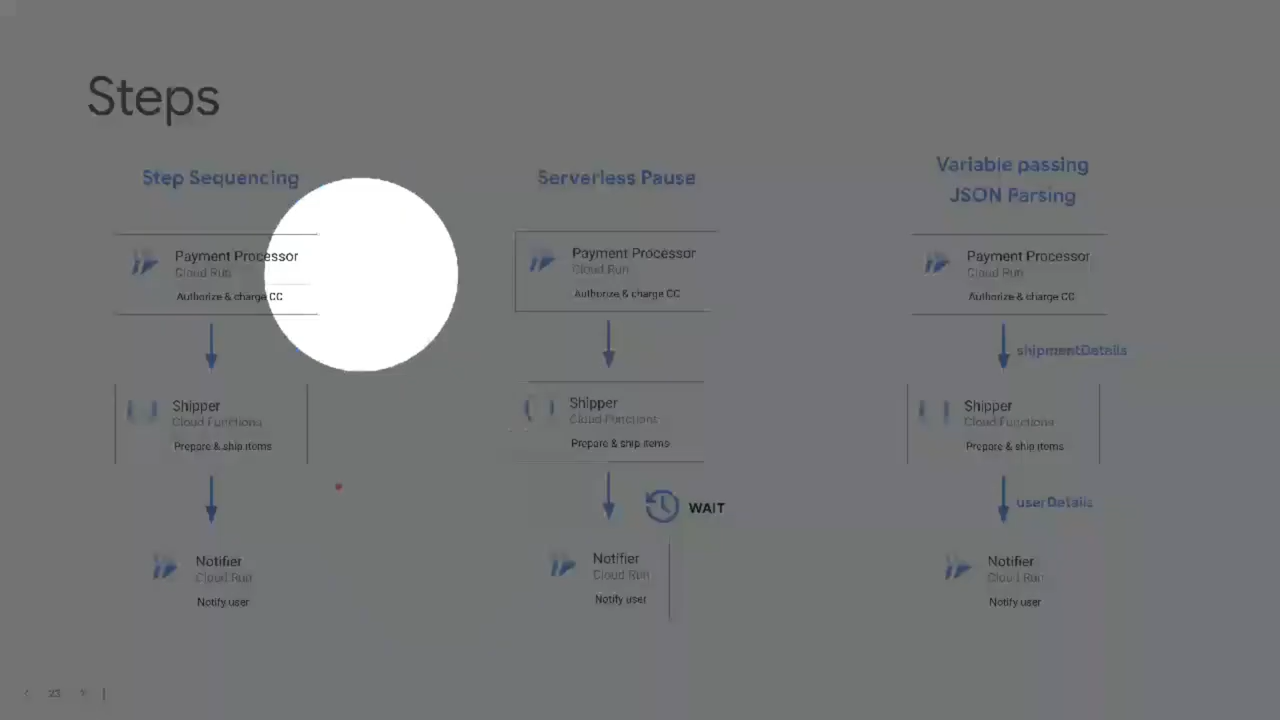 Steps
Step Sequencing
Payment Processor
Cloud Run
Authorize & charge CC
Shipper
Cloud Functions
Prepare & ship items
Notifier
Cloud Run
Notify user
Serverless Pause
Payment Processor
Cloud Run
Authorize & charge CC
Shipper
Cloud Functions
Prepare & ship items
WAIT
Notifier
Cloud Run
Notify user
Variable passing
JSON Parsing
Payment Processor
Cloud Run
Authorize & charge CC
shipmentDetails
Shipper
Cloud Functions
Prepare & ship items
userDetails
Notifier
Cloud Run
Notify user
23